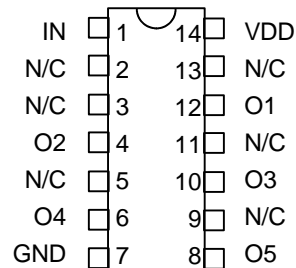 IN 1 14 VDD
N/C 2 13 N/C
N/C 3 12 O1
O2 4 11 N/C
N/C 5 10 O3
O4 6 9 N/C
GND 7 8 O5